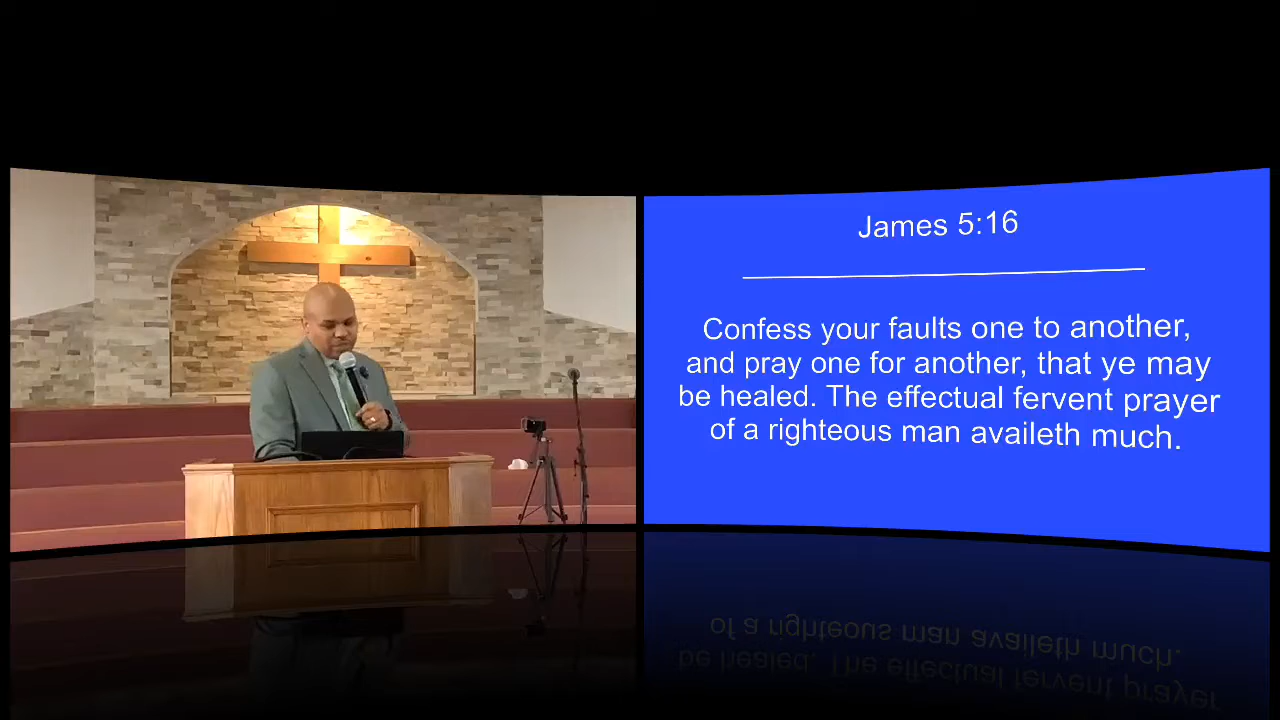 James 5:16
Confess your faults one to another,
and pray one for another, that ye may
be healed. The effectual fervent prayer
of a righteous man availeth much.